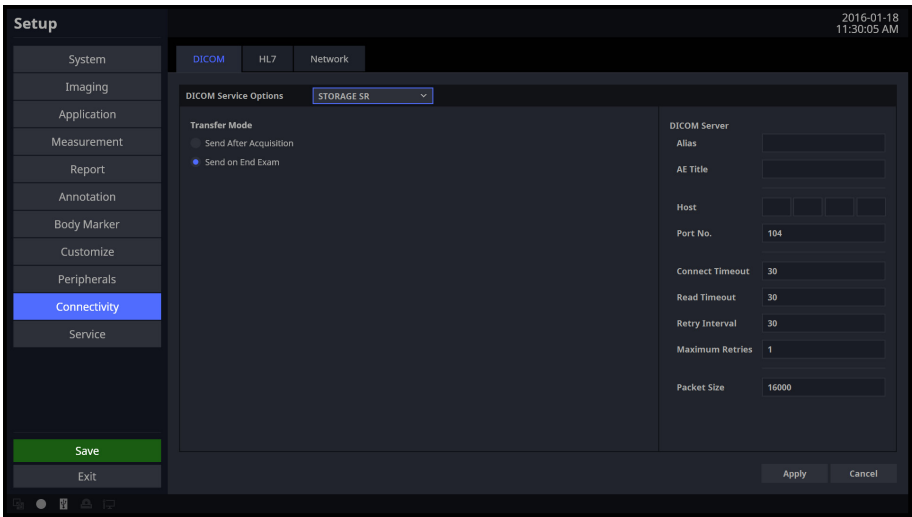 Setup
2016-01-18
11:30:05 AM
System
Imaging
Application
Measurement
Report
Annotation
Body Marker
Customize
Peripherals
Connectivity
Service
Save
Exit
DICOM HL7 Network
DICOM Service Options STORAGE SR
Transfer Mode
Send After Acquisition
Send on End Exam
DICOM Server
Alias
AE Title
Host
Port No. 104
Connect Timeout 30
Read Timeout 30
Retry Interval 30
Maximum Retries 1
Packet Size 16000
Apply Cancel